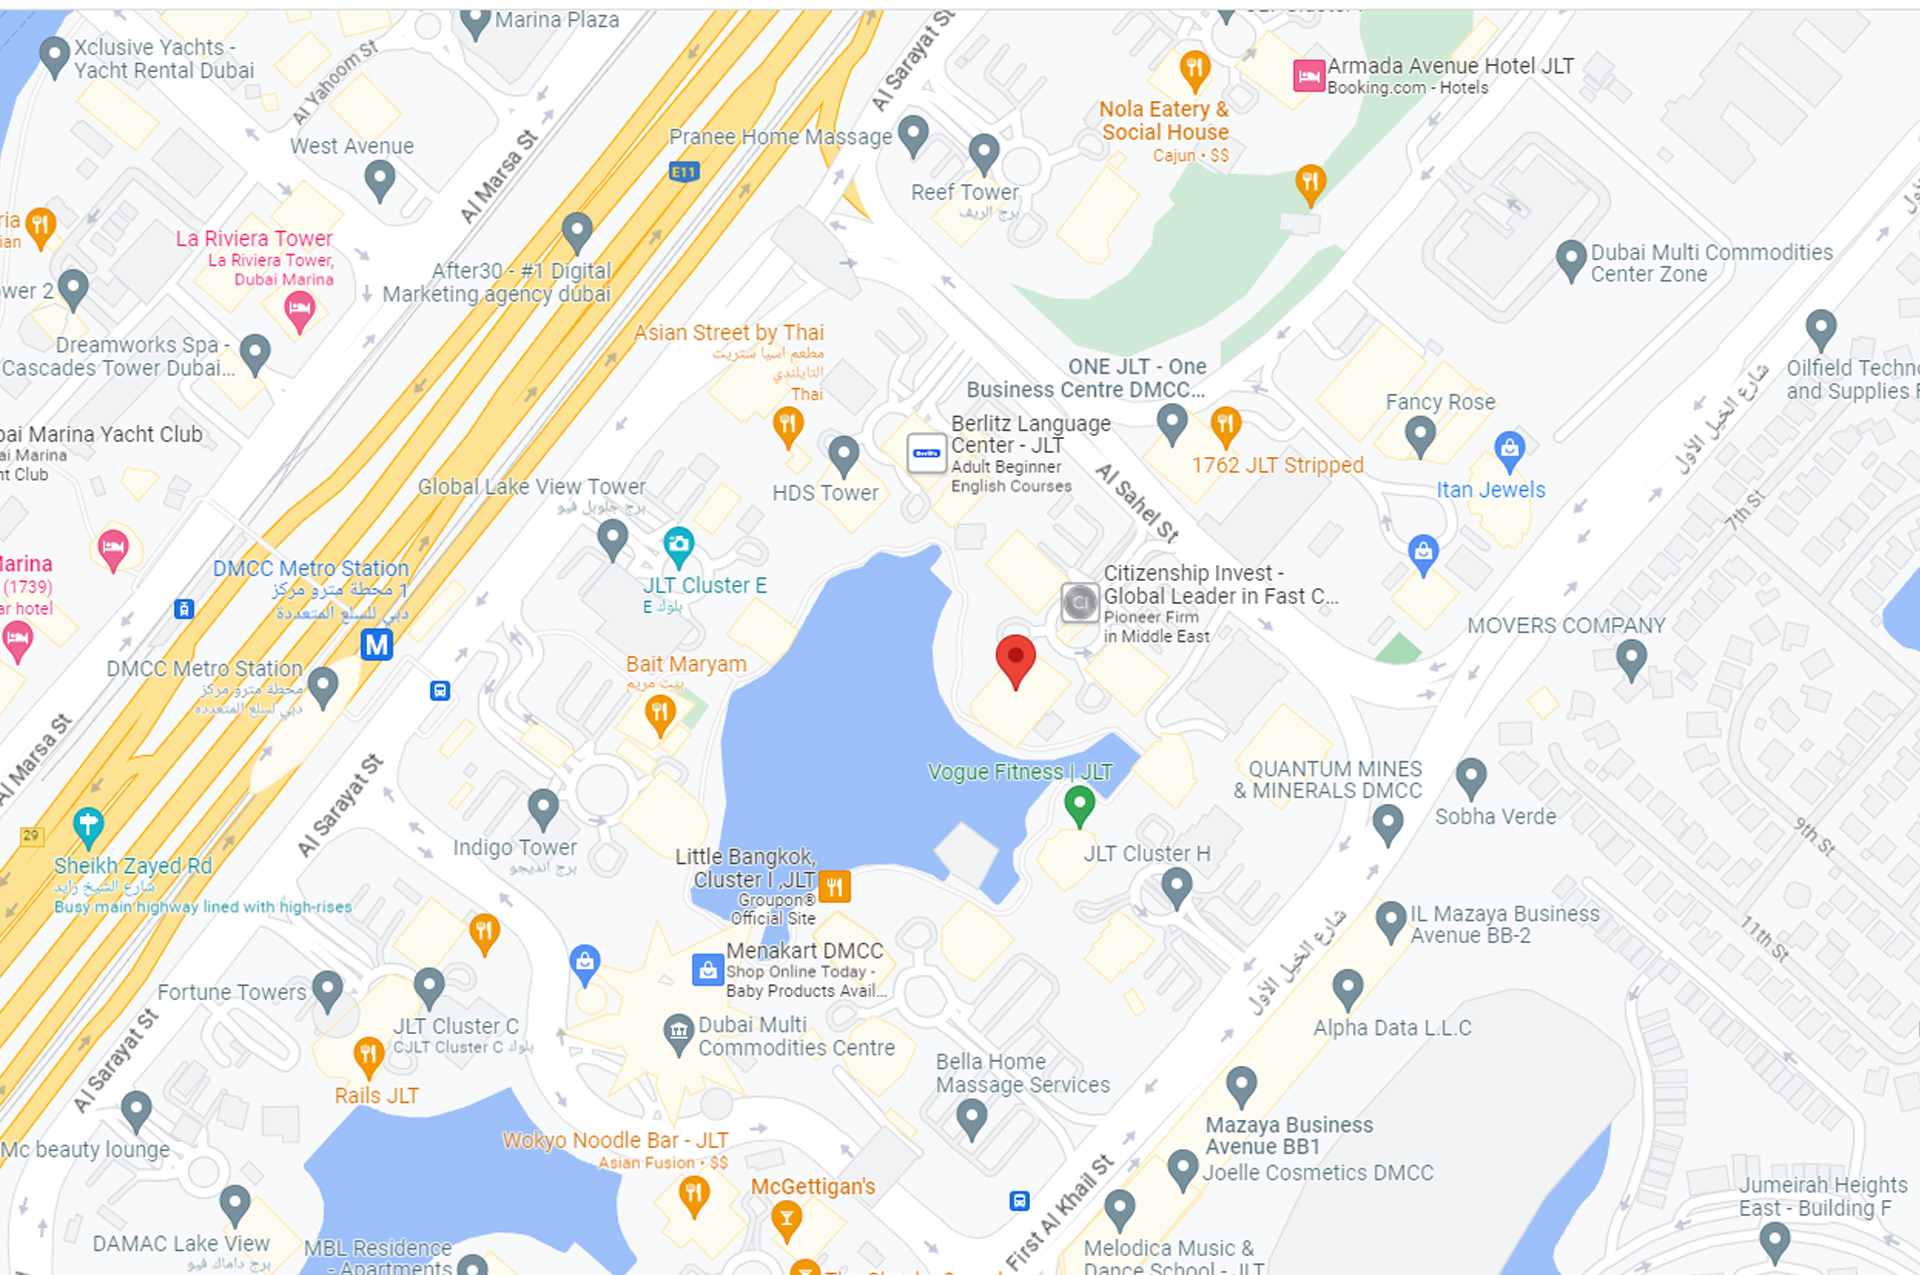 Marina Plaza
Xclusive Yachts -
Yacht Rental Dubai
Al Yahoom St
West Avenue
Al Marsa St
Al Sarayat St
Pranee Home Massage
E11
Reef Tower
برج الريف
Nola Eatery &
Social House
Cajun • $$
Armada Avenue Hotel JLT
Booking.com - Hotels
Dubai Multi Commodities
Center Zone
La Riviera Tower
La Riviera Tower,
Dubai Marina
After30 - #1 Digital
Marketing agency dubai
ower 2
Dreamworks Spa -
Cascades Tower Dubai...
Asian Street by Thai
مطعم اسيا ستريت
التايلندي
Thai
ONE JLT - One
Business Centre DMCC...
Fancy Rose
1762 JLT Stripped
Itan Jewels
Oilfield Techno
and Supplies F
شارع الخيل الأول
7th St
Berlitz Language
Center - JLT
Adult Beginner
English Courses
HDS Tower
Al Sahel St
bai Marina Yacht Club
ai Marina
ht Club
Global Lake View Tower
برج جلوبل فيو
JLT Cluster E
بلوك E
DMCC Metro Station
1 محطة مترو مركز
دبي للسلع المتعددة
M
DMCC Metro Station
محطة مترو مركز
دبي لسلع المتعدده
Marina
(1739)
ar hotel
Citizenship Invest -
Global Leader in Fast C...
Pioneer Firm
in Middle East
MOVERS COMPANY
Bait Maryam
بيت مريم
Al Marsa St
Al Sarayat St
Vogue Fitness | JLT
QUANTUM MINES
& MINERALS DMCC
Sobha Verde
9th St
29
Sheikh Zayed Rd
شارع الشيخ زايد
Busy main highway lined with high-rises
Indigo Tower
برج انديجو
Little Bangkok,
Cluster I ,JLT
Groupon®
Official Site
JLT Cluster H
IL Mazaya Business
Avenue BB-2
11th St
شارع الخيل الأول
Menakart DMCC
Shop Online Today -
Baby Products Avail...
Fortune Towers
JLT Cluster C
CJLT Cluster C بلوك
Dubai Multi
Commodities Centre
Alpha Data L.L.C
Al Sarayat St
Rails JLT
Bella Home
Massage Services
Mc beauty lounge
Wokyo Noodle Bar - JLT
Asian Fusion • $$
McGettigan's
Mazaya Business
Avenue BB1
Joelle Cosmetics DMCC
First Al Khail St
Jumeirah Heights
East - Building F
DAMAC Lake View
برج داماك فيو
MBL Residence
- Apartments
Melodica Music &
Dance School - JLT